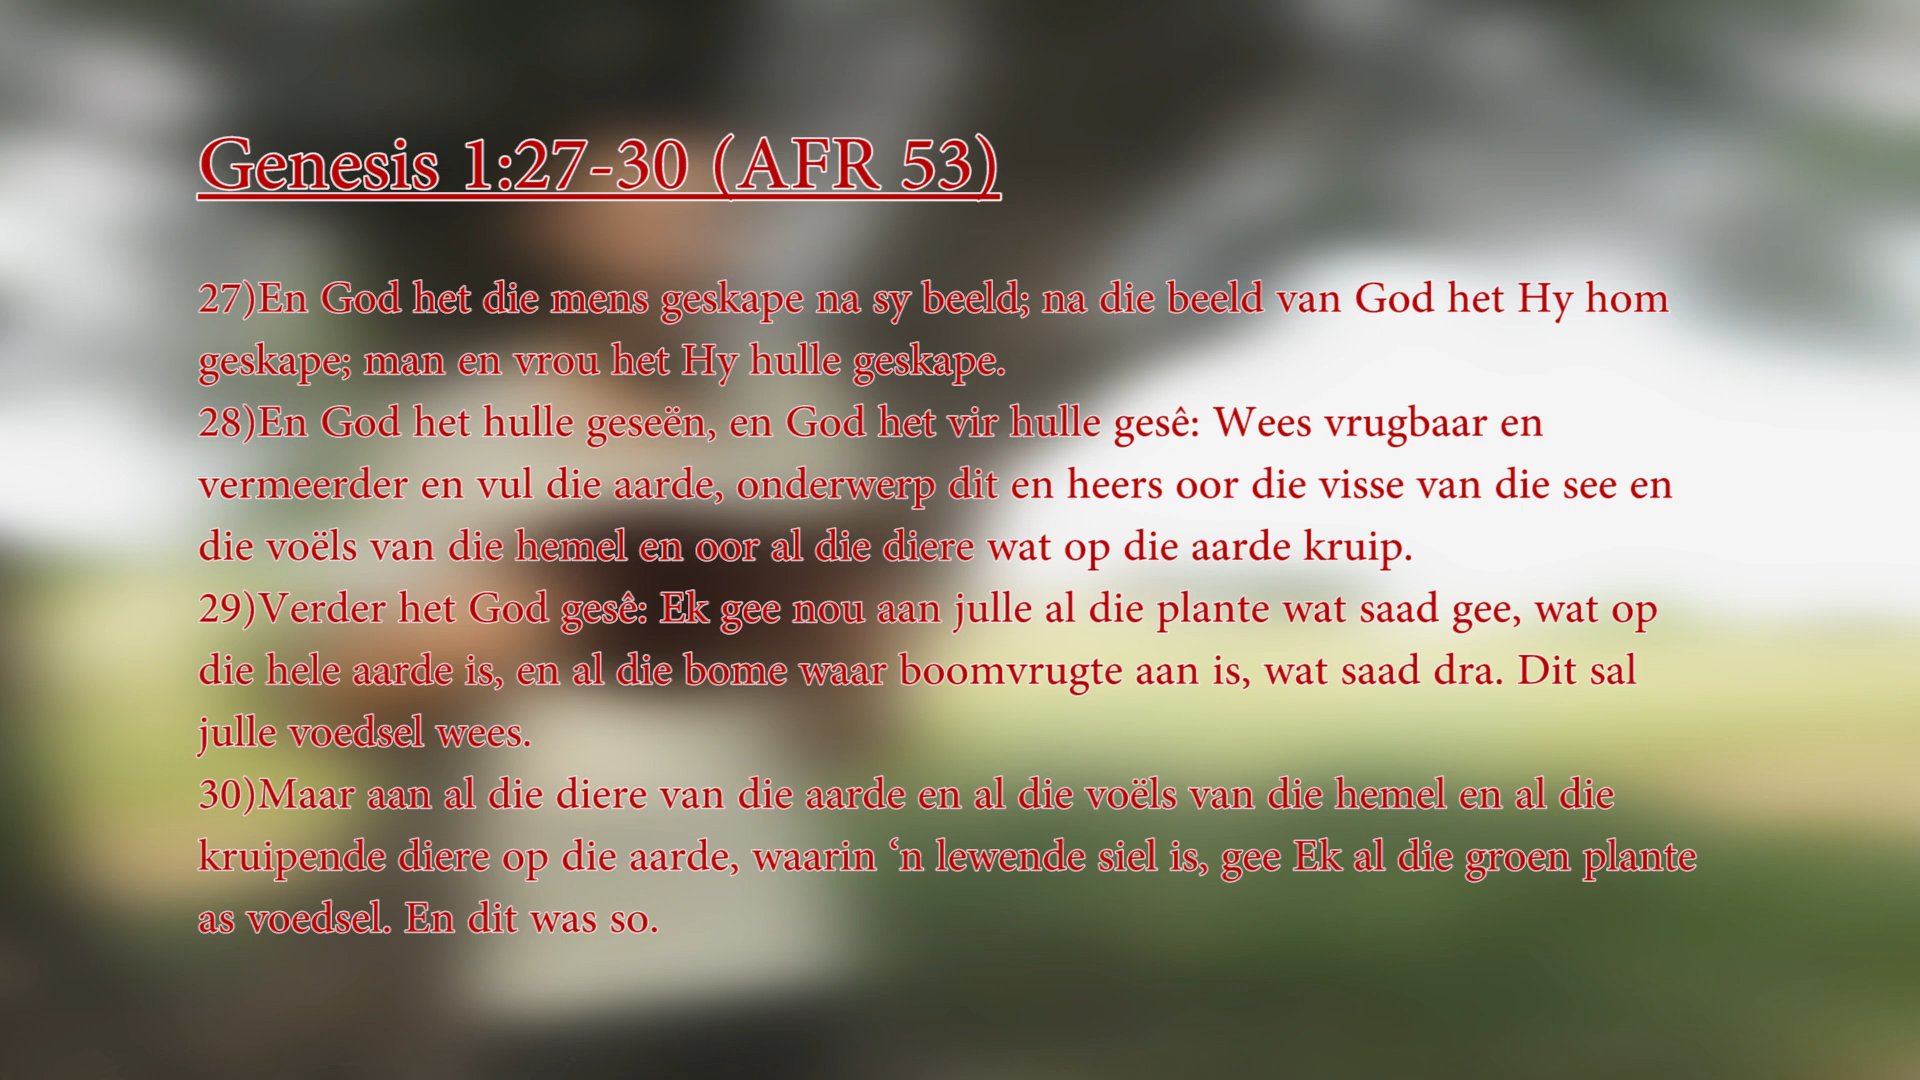 Genesis 1:27-30 (AFR 53)
27)En God het die mens geskape na sy beeld; na die beeld van God het Hy hom
geskape; man en vrou het Hy hulle geskape.
28)En God het hulle geseën, en God het vir hulle gesê: Wees vrugbaar en
vermeerder en vul die aarde, onderwerp dit en heers oor die visse van die see en
die voëls van die hemel en oor al die diere wat op die aarde kruip.
29)Verder het God gesê: Ek gee nou aan julle al die plante wat saad gee, wat op
die hele aarde is, en al die bome waar boomvrugte aan is, wat saad dra. Dit sal
julle voedsel wees.
30)Maar aan al die diere van die aarde en al die voëls van die hemel en al die
kruipende diere op die aarde, waarin ‘n lewende siel is, gee Ek al die groen plante
as voedsel. En dit was so.